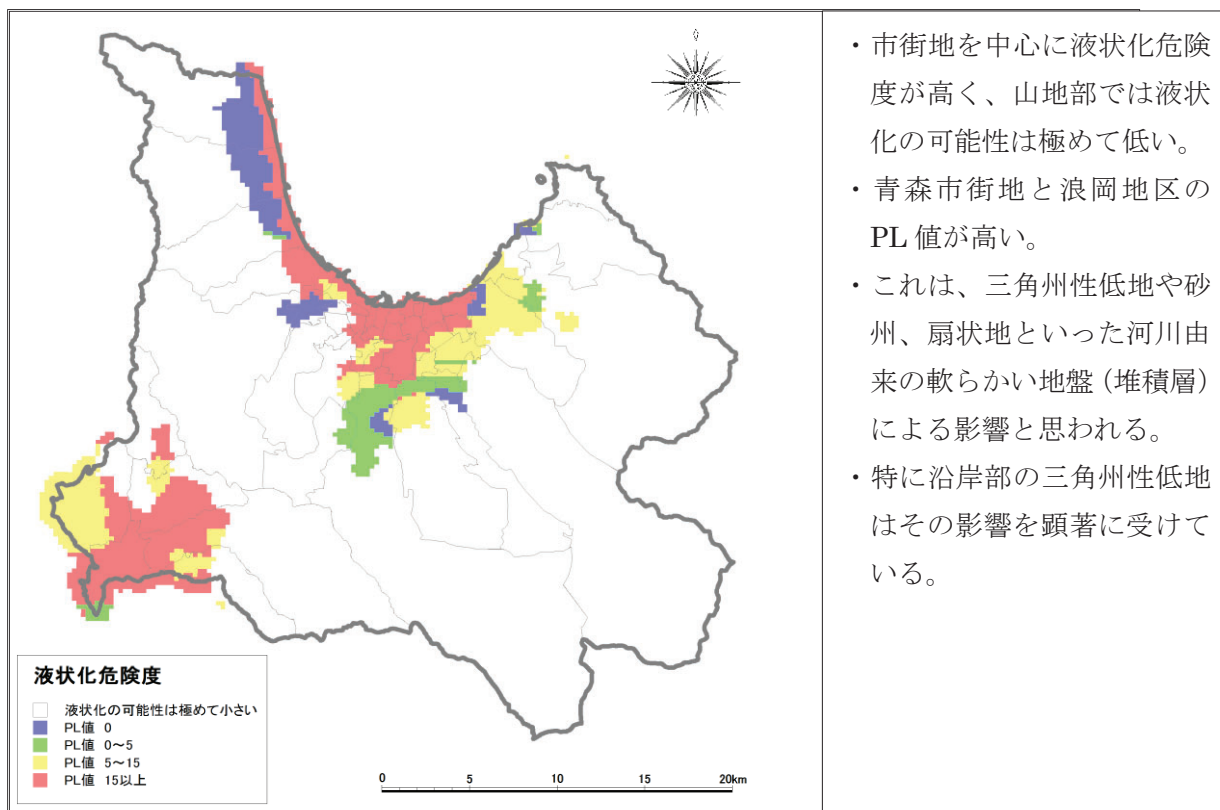 ・市街地を中心に液状化危険
度が高く、山地部では液状
化の可能性は極めて低い。
・青森市街地と浪岡地区の
PL 値が高い。
・これは、三角州性低地や砂
州、扇状地といった河川由
来の軟らかい地盤（堆積層）
による影響と思われる。
・特に沿岸部の三角州性低地
はその影響を顕著に受けて
いる。
液状化危険度
液状化の可能性は極めて小さい
PL値 0
PL値 0～5
PL値 5～15
PL値 15以上
0 5 10 15 20km